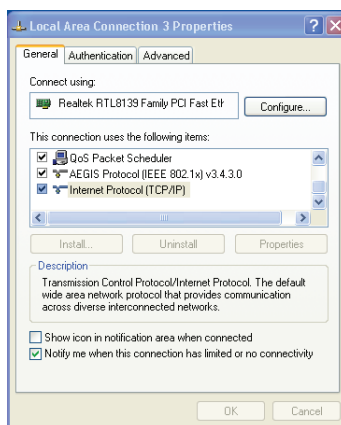 Local Area Connection 3 Properties
General Authentication Advanced
Connect using:
Realtek RTL8139 Family PCI Fast Eth
Configure...
This connection uses the following items:
QoS Packet Scheduler
AEGIS Protocol (IEEE 802.1x) v3.4.3.0
Internet Protocol (TCP/IP)
Install... Uninstall Properties
Description
Transmission Control Protocol/Internet Protocol. The default
wide area network protocol that provides communication
across diverse interconnected networks.
Show icon in notification area when connected
Notify me when this connection has limited or no connectivity
OK Cancel